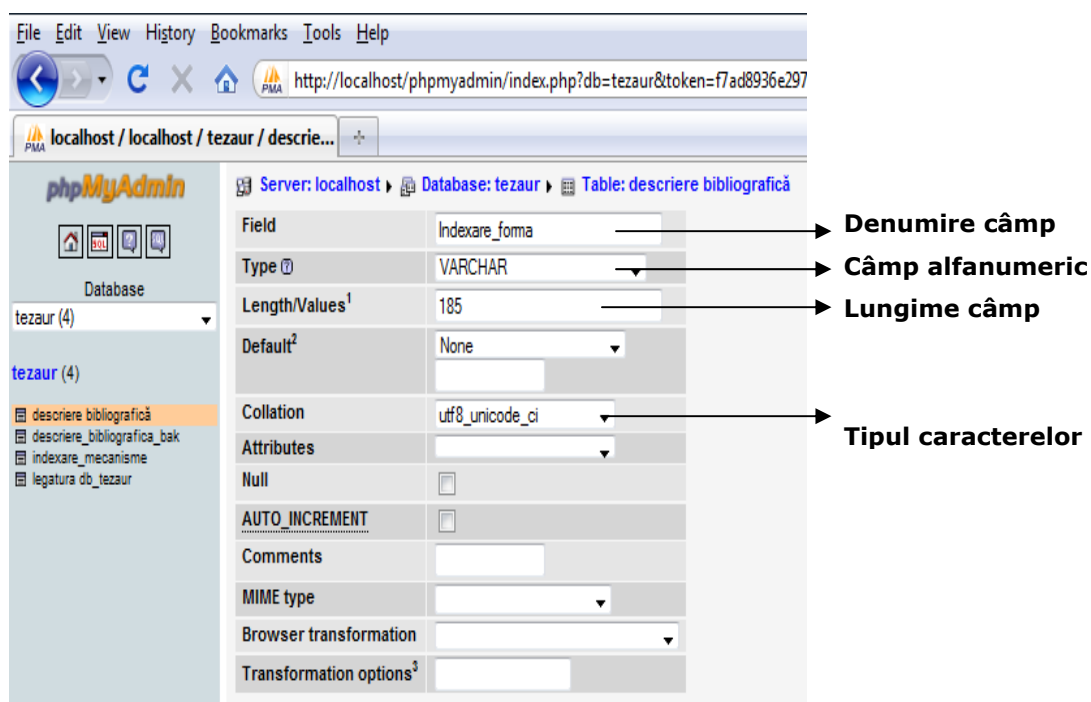 File Edit View History Bookmarks Tools Help
PMA http://localhost/phpmyadmin/index.php?db=tezaur&token=f7ad8936e297
PMA localhost / localhost / tezaur / descrie...
phpMyAdmin
SQL
Database
tezaur (4)
tezaur (4)
descriere bibliografică
descriere_bibliografica_bak
indexare_mecanisme
legatura db_tezaur
Server: localhost Database: tezaur Table: descriere bibliografică
Field Indexare_forma Denumire câmp
Type VARCHAR Câmp alfanumeric
Length/Values1 185 Lungime câmp
Default2 None
Collation utf8_unicode_ci Tipul caracterelor
Attributes
Null
AUTO_INCREMENT
Comments
MIME type
Browser transformation
Transformation options3